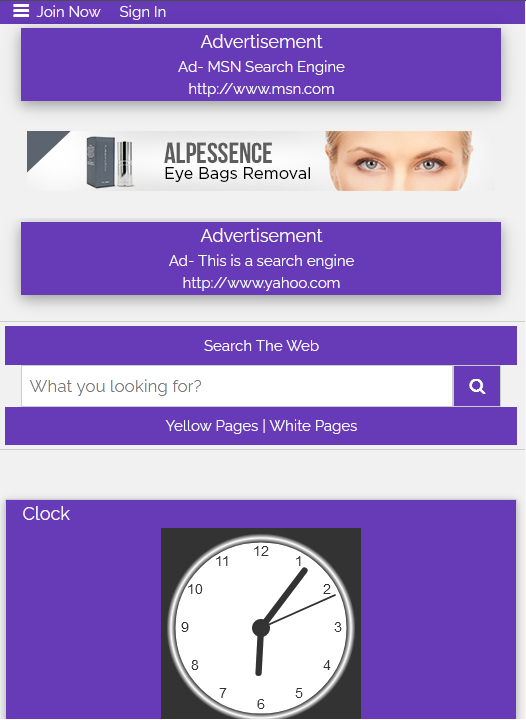 Join Now Sign In
Advertisement
Ad- MSN Search Engine
http://www.msn.com
ALPESSENCE
Eye Bags Removal
Advertisement
Ad- This is a search engine
http://www.yahoo.com
Search The Web
What you looking for?
Yellow Pages | White Pages
Clock
12
11 1
10 2
9 3
8 4
7 5
6